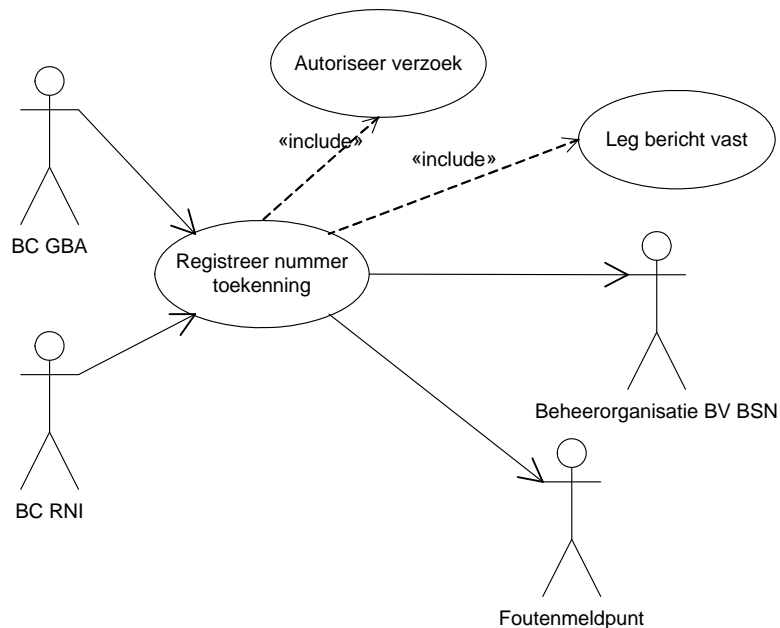 Autoriseer verzoek
«include»
Leg bericht vast
«include»
BC GBA
Registreer nummer
toekenning
Beheerorganisatie BV BSN
BC RNI
Foutenmeldpunt